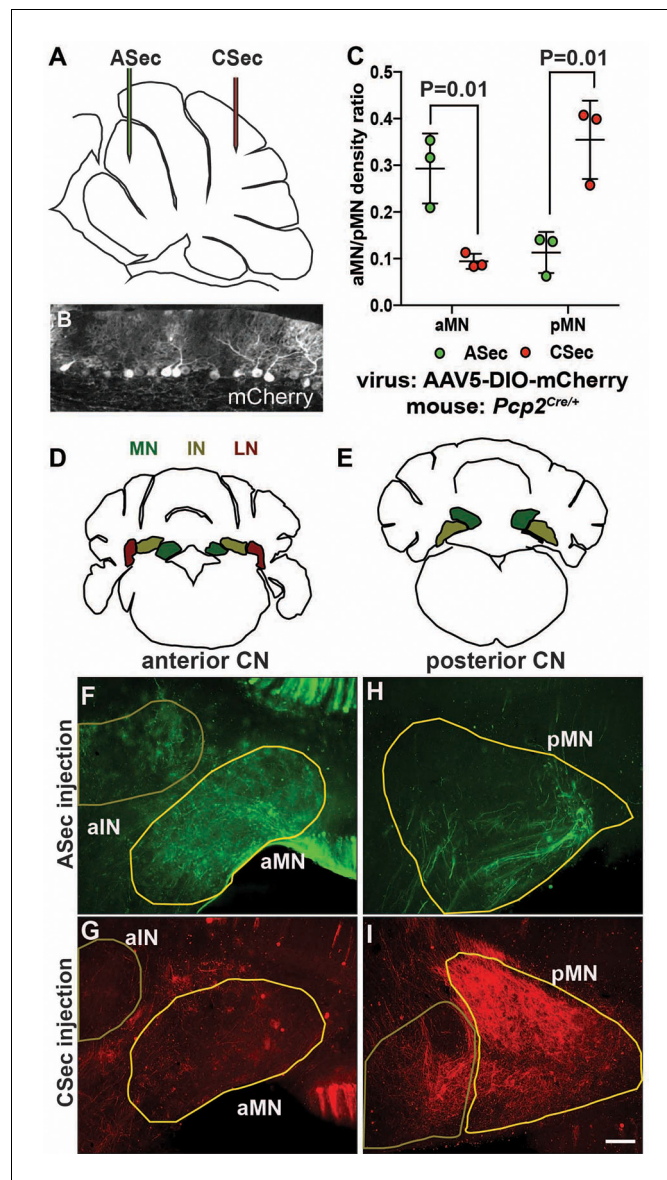 A
ASec
CSec
B
mCherry
C
P=0.01
P=0.01
aMN/pMN density ratio
0.5
0.4
0.3
0.2
0.1
0.0
aMN
pMN
ASec
CSec
virus: AAV5-DIO-mCherry
mouse: Pcp2Cre/+
D
MN
IN
LN
E
anterior CN
posterior CN
ASec injection
F
aIN
aMN
H
pMN
CSec injection
G
aIN
aMN
I
pMN